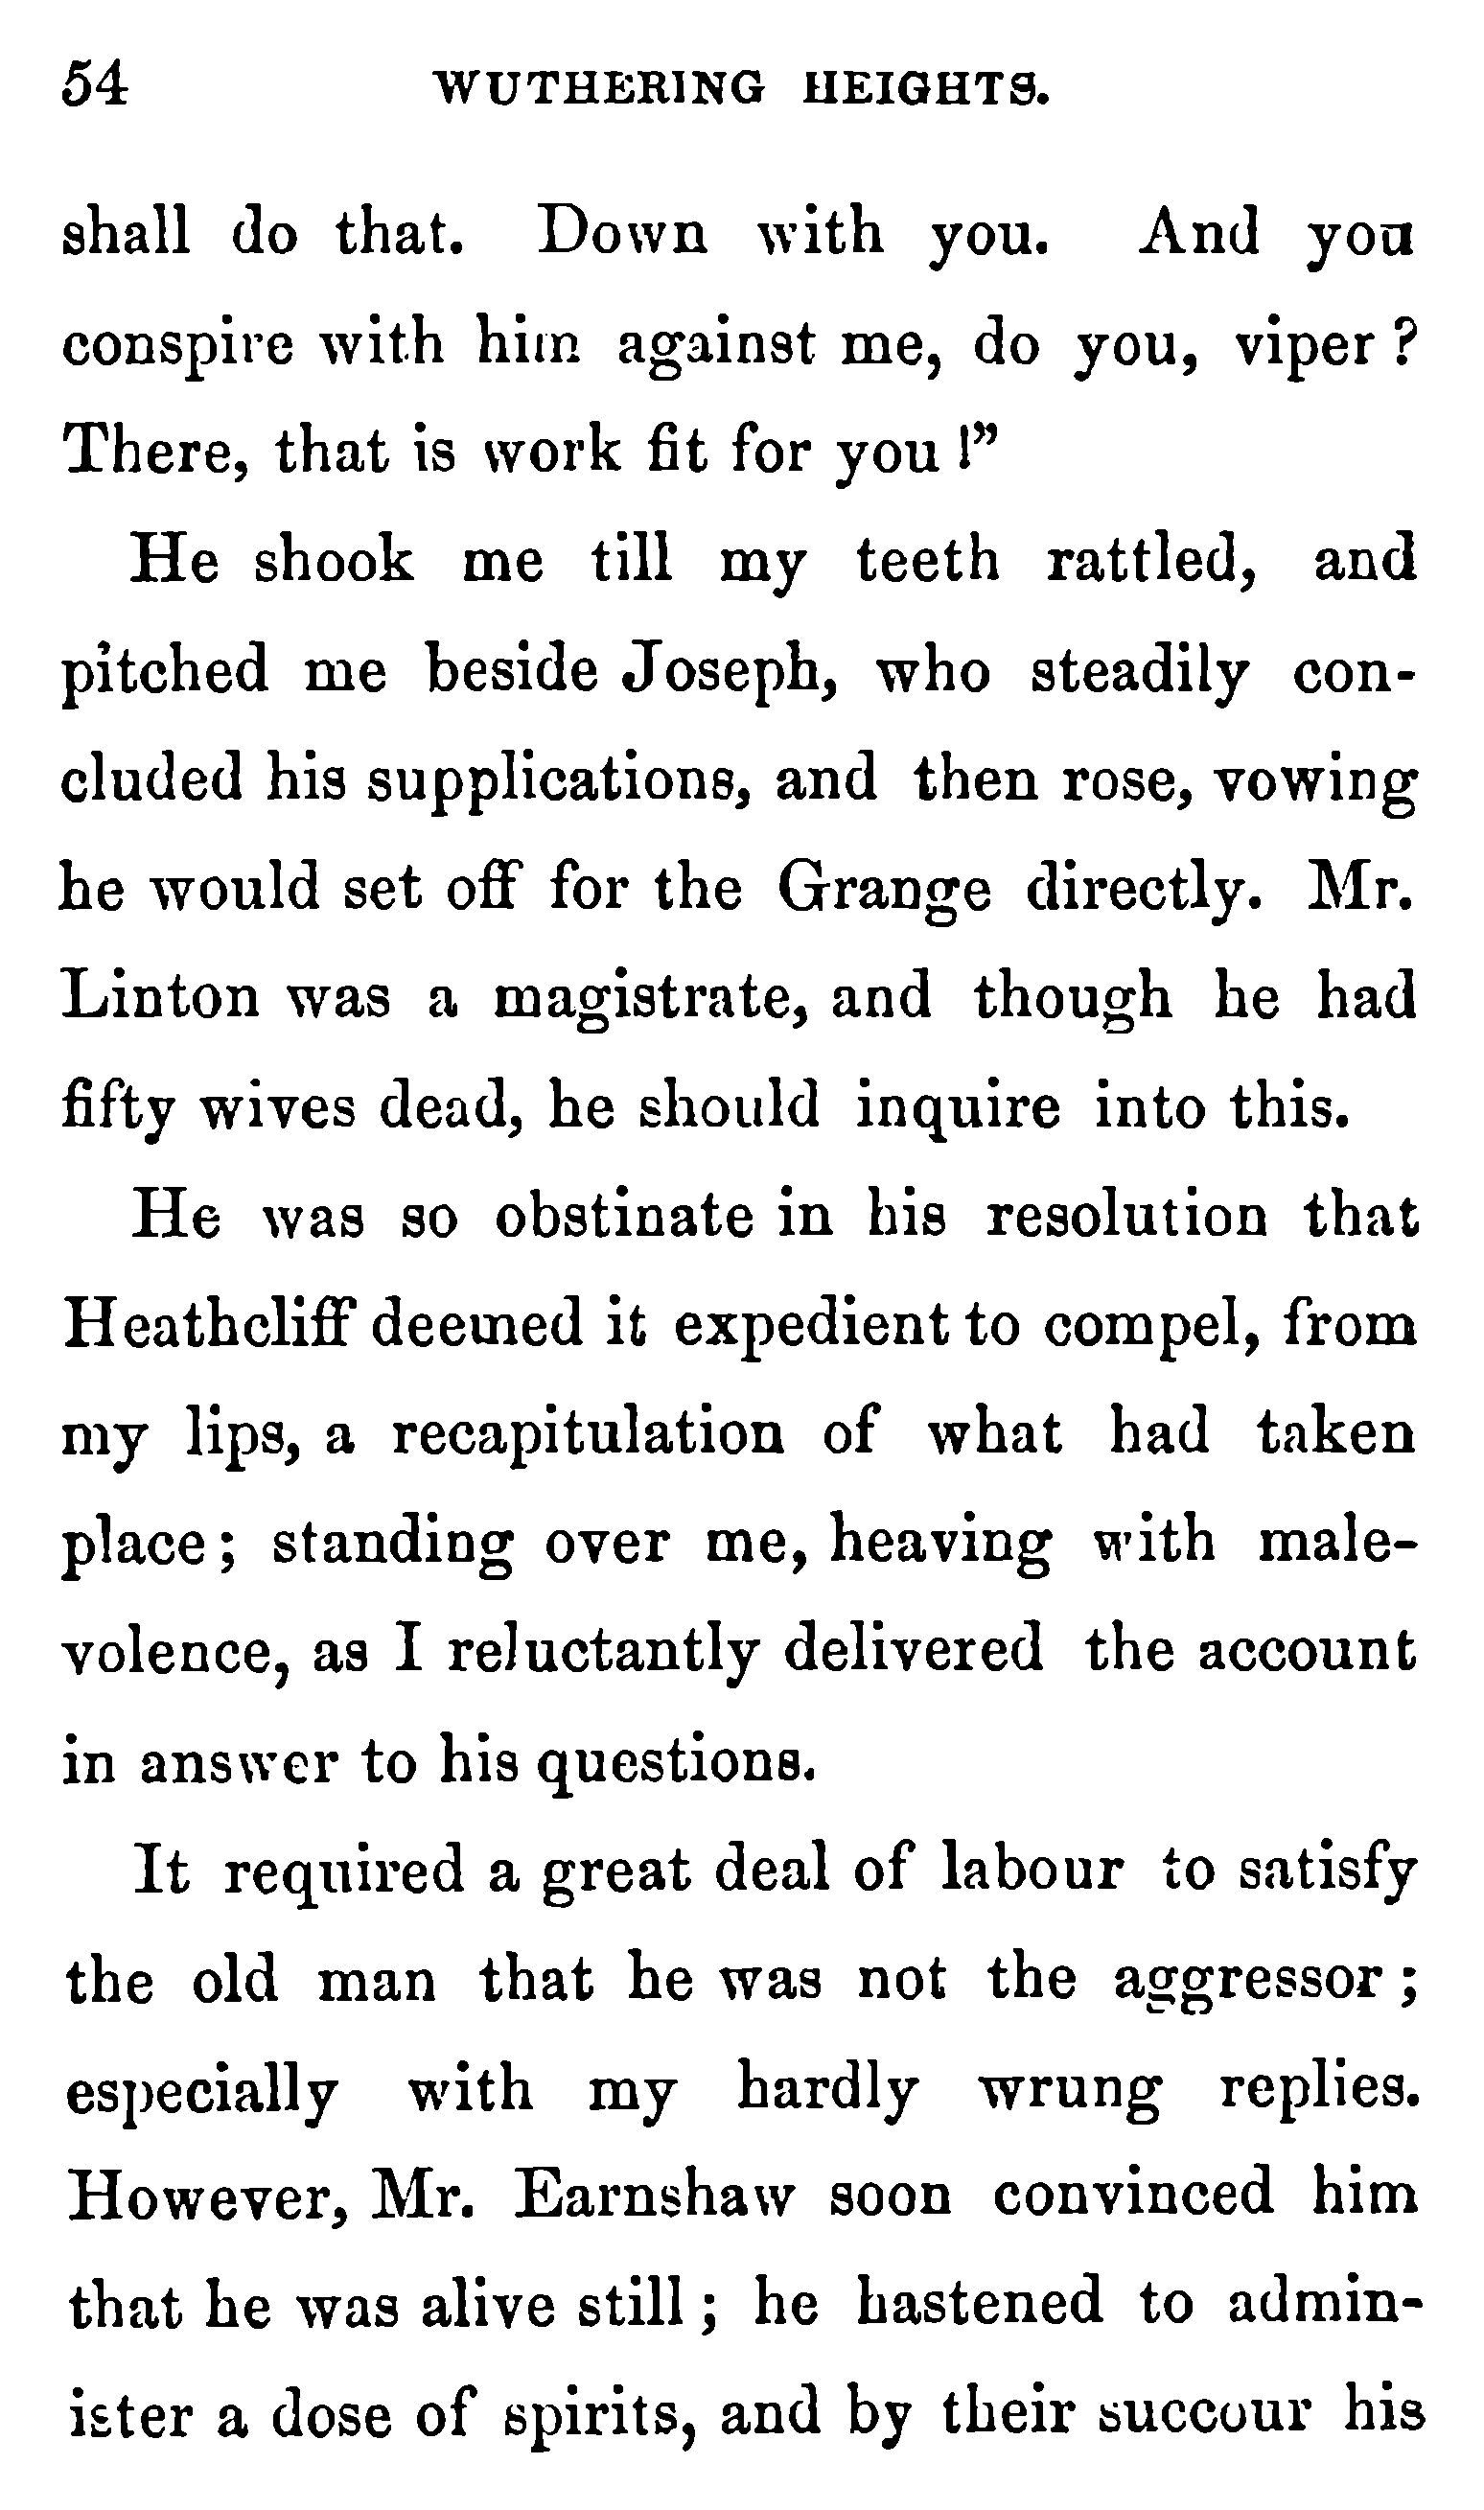 54 WUTHERING HEIGHTS.
shall do that. Down with you. And you
conspire with him against me, do you, viper?
There, that is work fit for you!”
He shook me till my teeth rattled, and
pitched me beside Joseph, who steadily con-
cluded his supplications, and then rose, vowing
he would set off for the Grange directly. Mr.
Linton was a magistrate, and though he had
fifty wives dead, he should inquire into this.
He was so obstinate in his resolution that
Heathcliff deemed it expedient to compel, from
my lips, a recapitulation of what had taken
place; standing over me, heaving with male-
volence, as I reluctantly delivered the account
in answer to his questions.
It required a great deal of labour to satisfy
the old man that he was not the aggressor;
especially with my hardly wrung replies.
However, Mr. Earnshaw soon convinced him
that he was alive still; he hastened to admin-
ister a dose of spirits, and by their succour his